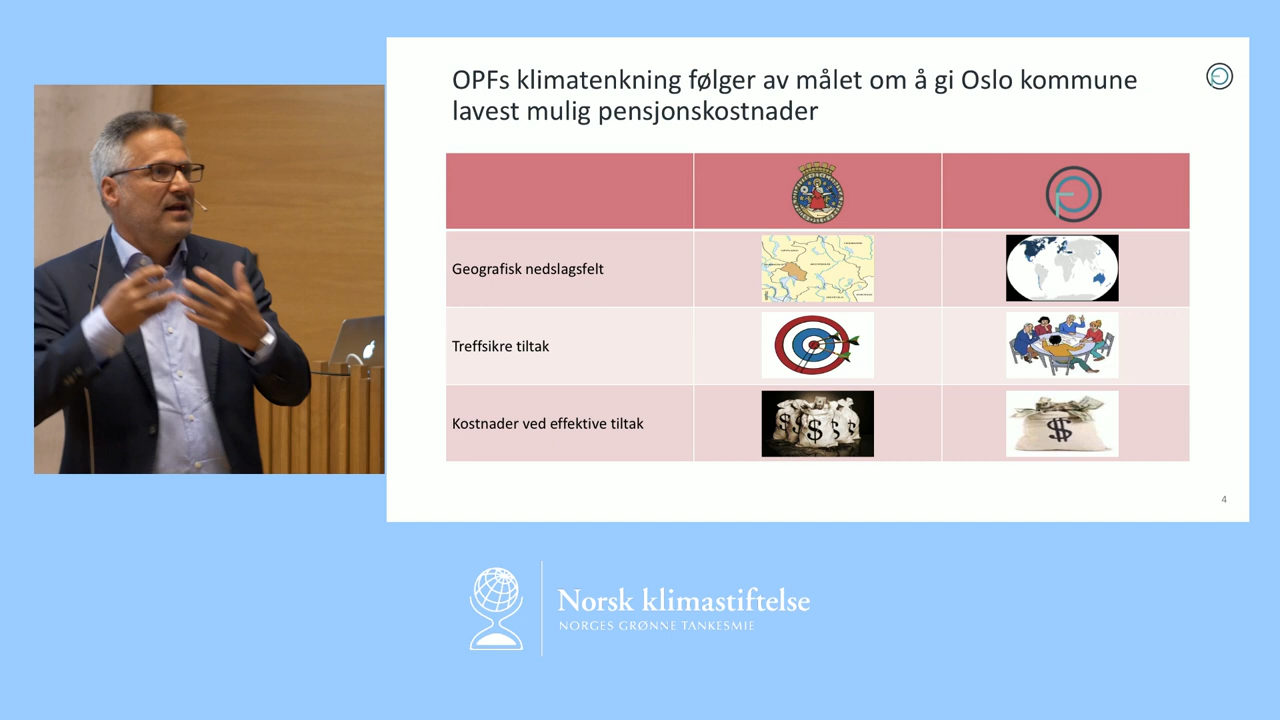 OPFs klimatenkning følger av målet om å gi Oslo kommune
lavest mulig pensjonskostnader
Geografisk nedslagsfelt
Treffsikre tiltak
Kostnader ved effektive tiltak
$ $ $ $
$
4
Norsk klimastiftelse
NORGES GRØNNE TANKESMIE